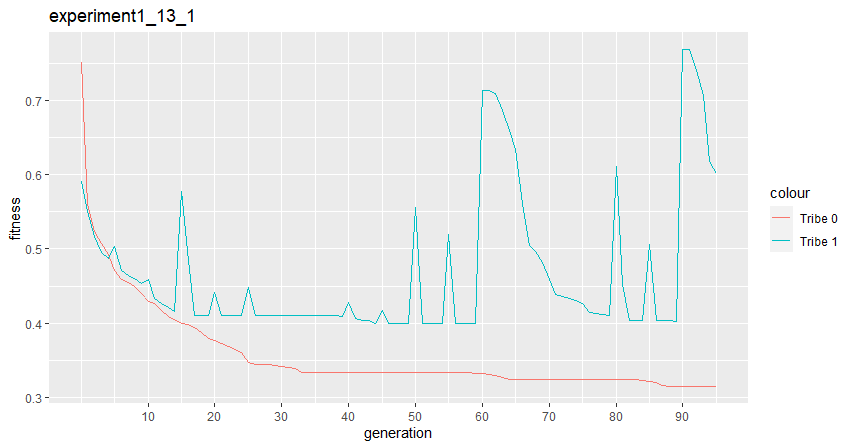 experiment1_13_1
fitness
0.7
0.6
0.5
0.4
0.3
10 20 30 40 50 60 70 80 90
generation
colour
Tribe 0
Tribe 1